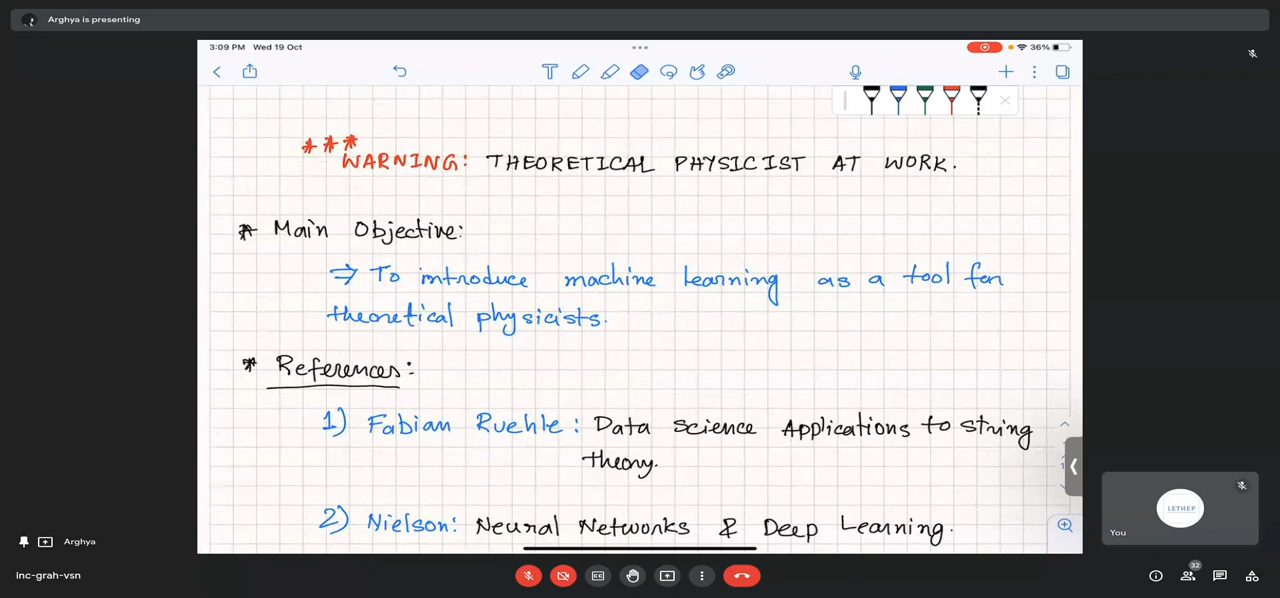 Arghya is presenting
3:09 PM Wed 19 Oct
36%
*** WARNING: THEORETICAL PHYSICIST AT WORK.
* Main Objective:
⇒ To introduce machine learning as a tool for
theoretical physicists.
* References:
1) Fabian Ruehle: Data science Applications to string
theory.
2) Nielson: Neural Networks & Deep Learning.
LETHEP
You
Arghya
inc-grah-vsn
32